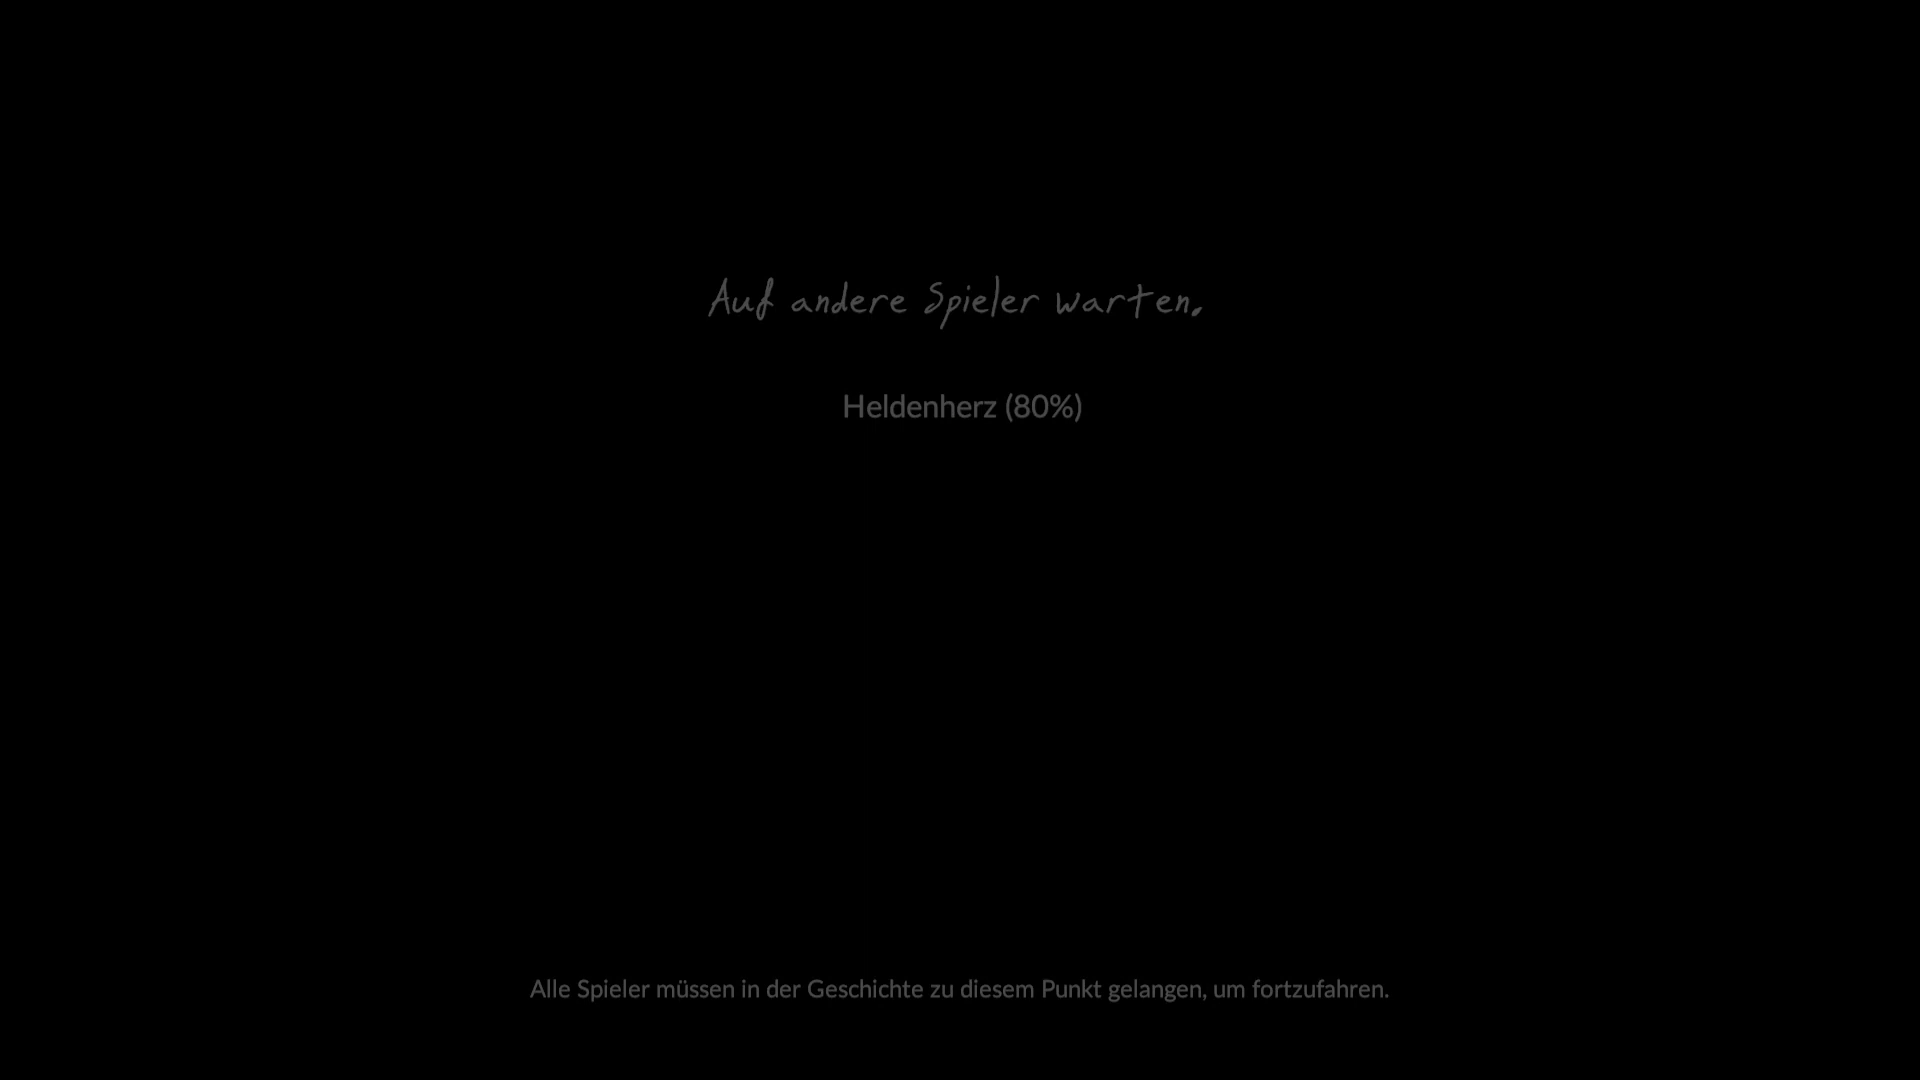 Auf andere Spieler warten.
Heldenherz (80%)
Alle Spieler müssen in der Geschichte zu diesem Punkt gelangen, um fortzufahren.